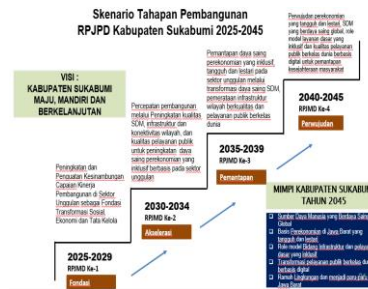 Skenario Tahapan Pembangunan
RPJPD Kabupaten Sukabumi 2025-2045
VISI :
KABUPATEN SUKABUMI
MAJU, MANDIRI DAN
BERKELANJUTAN
Peningkatan dan
Penguatan Kesinambungan
Capaian Kinerja
Pembangunan di Sektor
Unggulan sebagai Fondasi
Transformasi Sosial,
Ekonomi dan Tata Kelola
2025-2029
RPJMD Ke-1
Fondasi
Percepatan pembangunan
melalui Peningkatan kualitas
SDM, infrastruktur dan
konektivitas wilayah, dan
kualitas pelayanan publik
untuk peningkatan daya
saing perekonomian yang
inklusif berbasis pada sektor
unggulan
2030-2034
RPJMD Ke-2
Akselerasi
Pemantapan daya saing
perekonomian yang inklusif,
tangguh dan lestari pada
sektor unggulan melalui
transformasi daya saing SDM,
pemerataan infrastruktur
wilayah berkualitas dan
pelayanan publik berkelas
dunia
2035-2039
RPJMD Ke-3
Pemantapan
Perwujudan perekonomian
yang tangguh dan lestari, SDM
yang berdaya saing global, role
model layanan dasar yang
inklusif dan kualitas pelayanan
publik berkelas dunia berbasis
digital untuk pemantapan
kesejahteraan masyarakat
2040-2045
RPJMD Ke-4
Perwujudan
MIMPI KABUPATEN SUKABU
TAHUN 2045
Sumber Daya Manusia yang Berdaya Saing
Global
Basis Perekonomian di Jawa Barat yang
tangguh dan lestari
Role model Bidang Infrastruktur dan
dasar yang inklusif
Transformasi pelayanan publik berkelas dunia
berbasis digital
Ramah Lingkungan dan menjadi paru
Jawa Barat